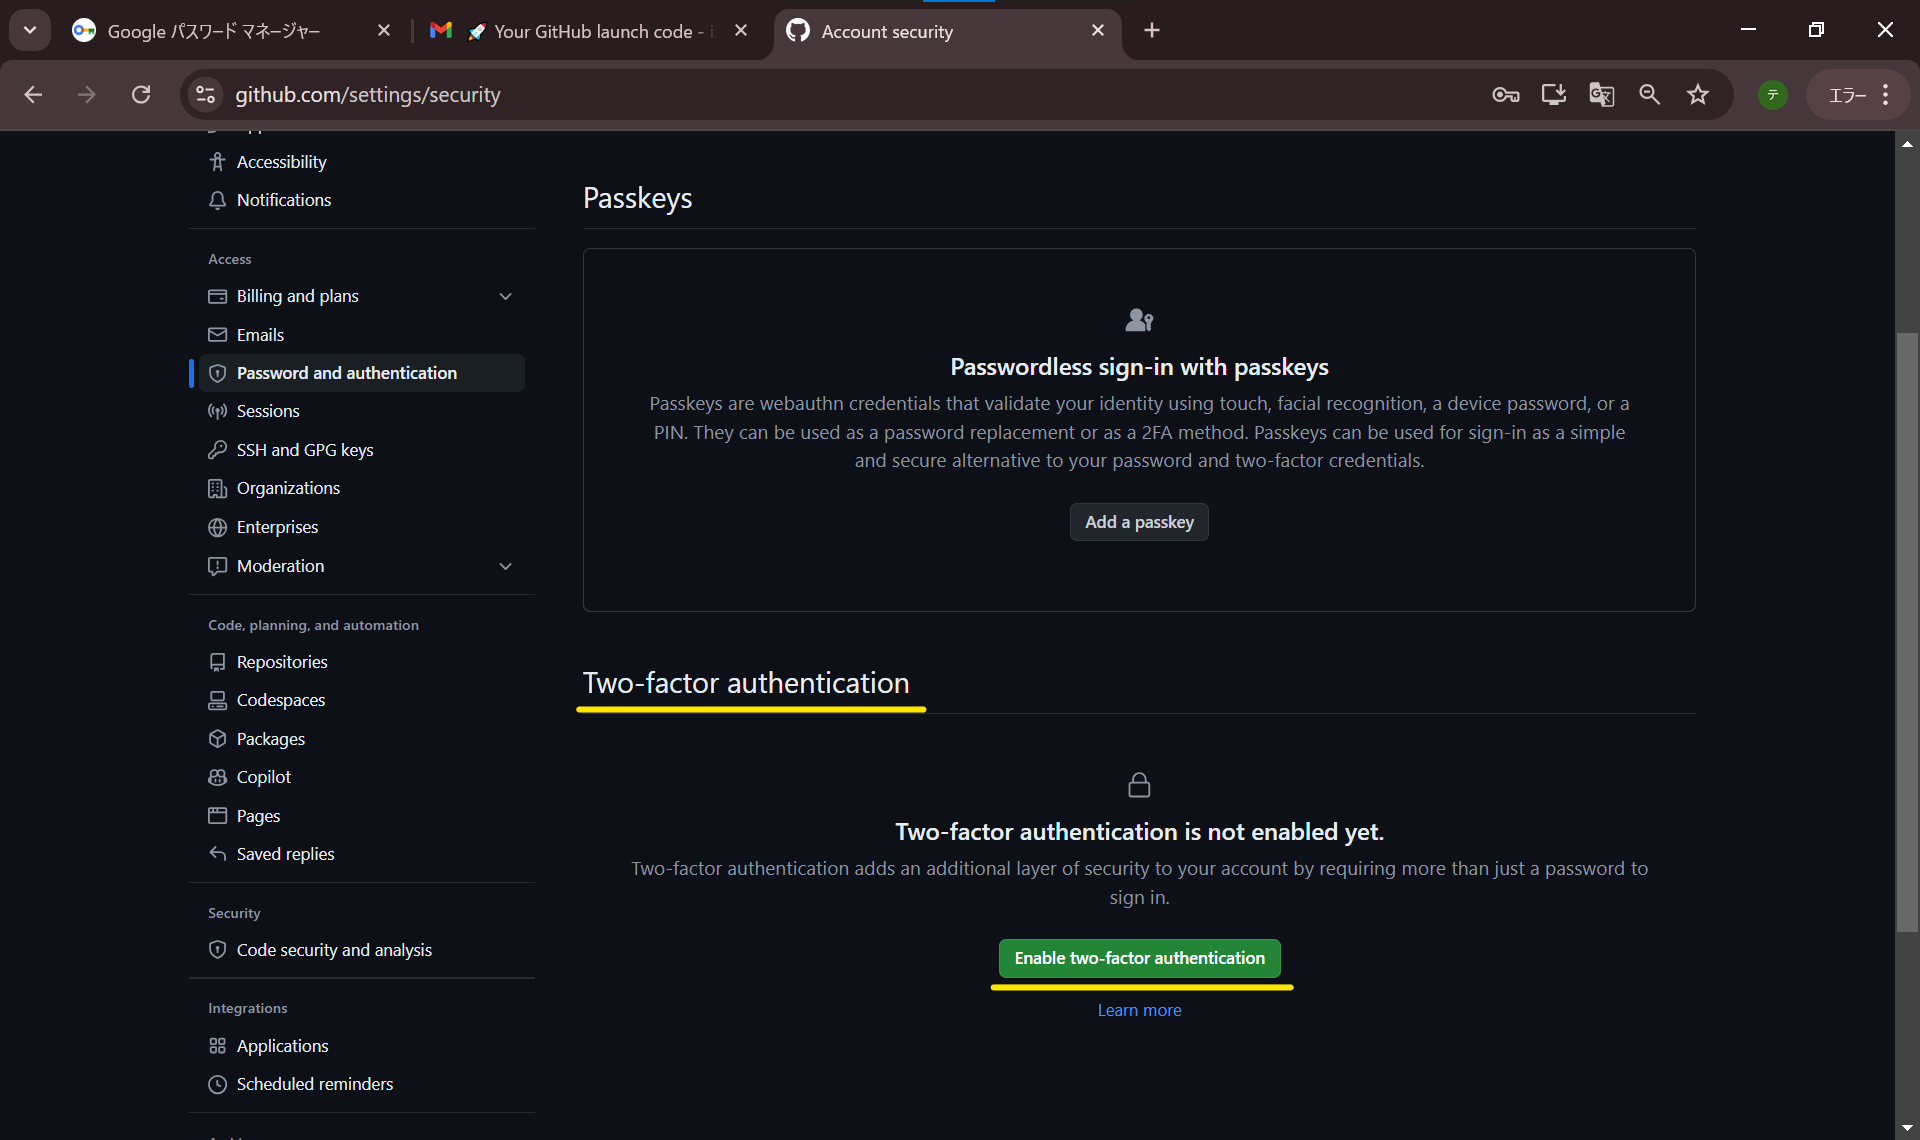 Google パスワード マネージャー
🚀 Your GitHub launch code -
Account security
github.com/settings/security
テ
エラー
Accessibility
Notifications
Access
Billing and plans
Emails
Password and authentication
Sessions
SSH and GPG keys
Organizations
Enterprises
Moderation
Code, planning, and automation
Repositories
Codespaces
Packages
Copilot
Pages
Saved replies
Security
Code security and analysis
Integrations
Applications
Scheduled reminders
Passkeys
Passwordless sign-in with passkeys
Passkeys are webauthn credentials that validate your identity using touch, facial recognition, a device password, or a
PIN. They can be used as a password replacement or as a 2FA method. Passkeys can be used for sign-in as a simple
and secure alternative to your password and two-factor credentials.
Add a passkey
Two-factor authentication
Two-factor authentication is not enabled yet.
Two-factor authentication adds an additional layer of security to your account by requiring more than just a password to
sign in.
Enable two-factor authentication
Learn more